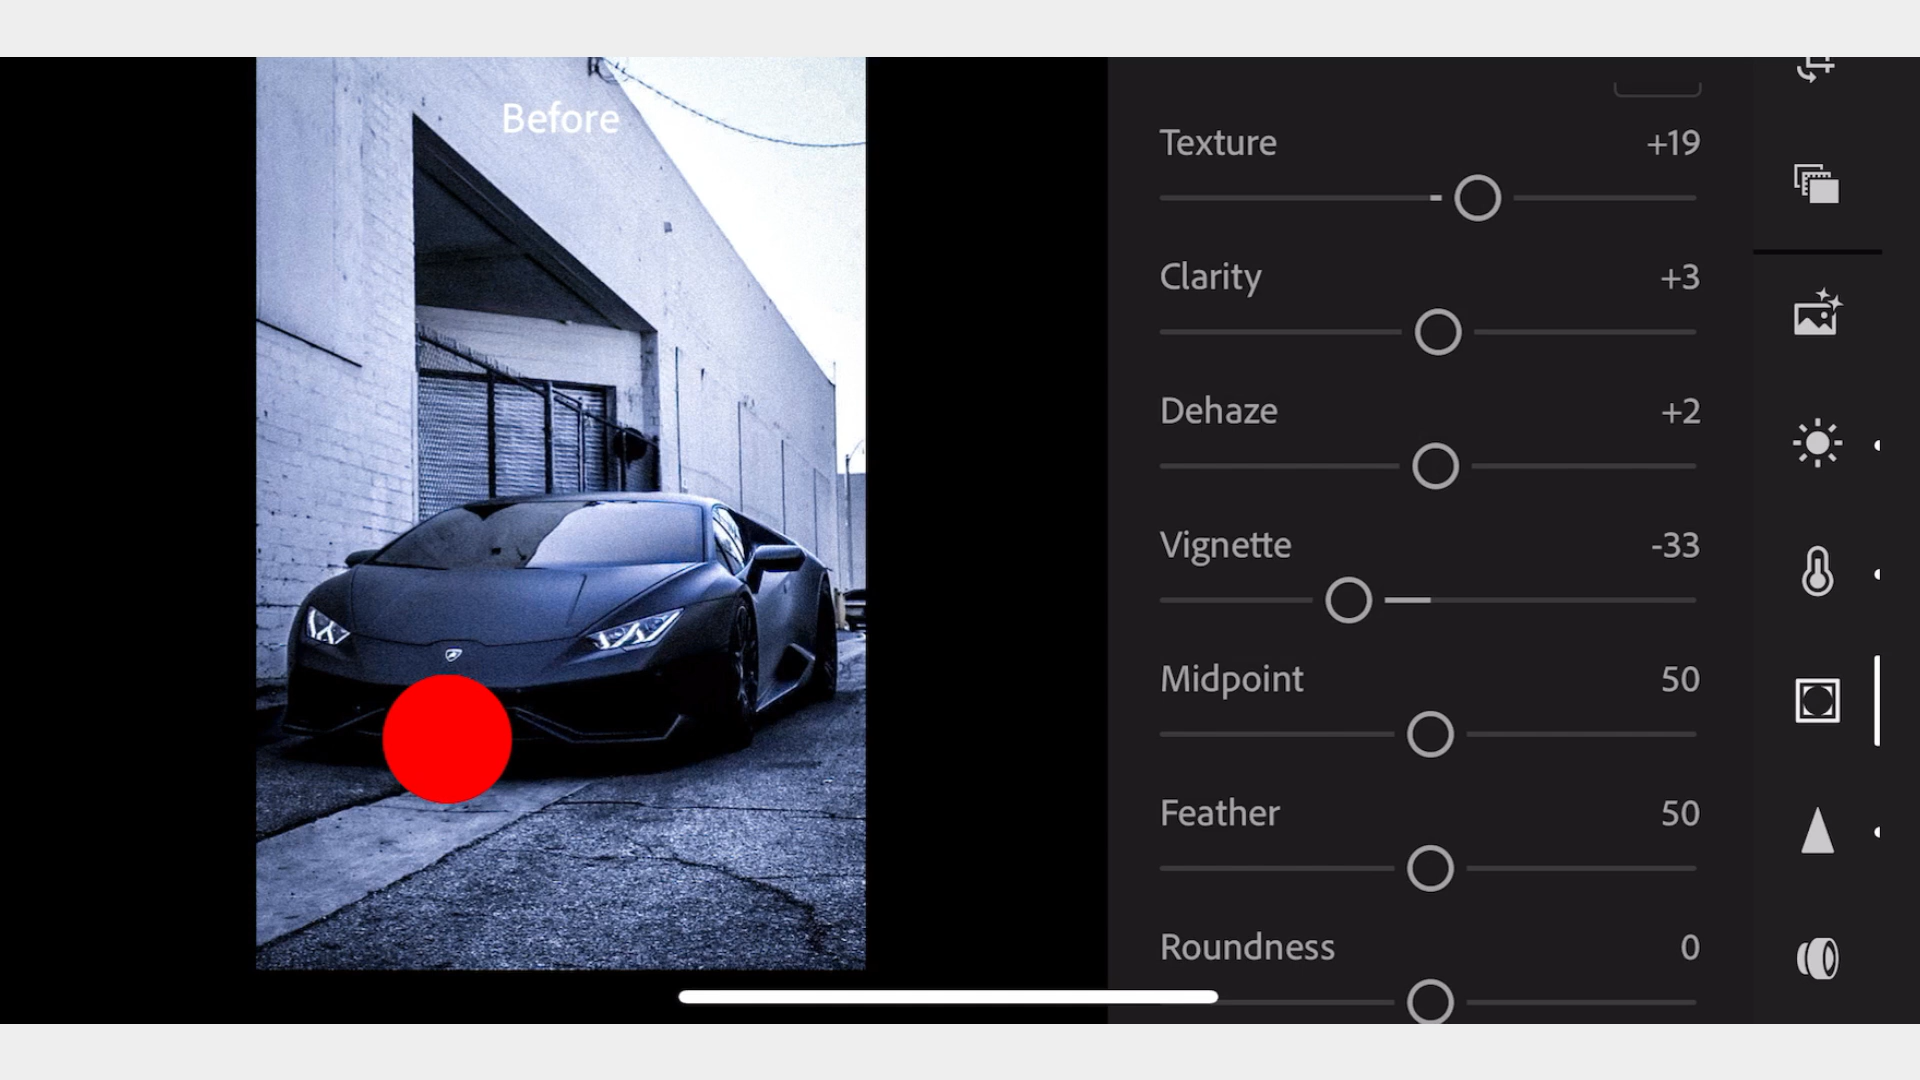 Before
Texture +19
Clarity +3
Dehaze +2
Vignette -33
Midpoint 50
Feather 50
Roundness 0